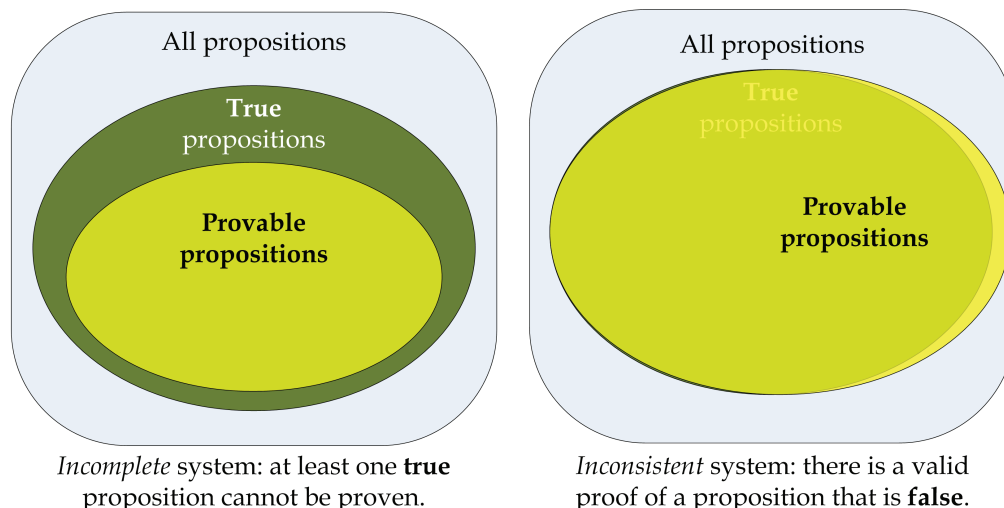 All propositions
True
propositions
Provable
propositions
Incomplete system: at least one true
proposition cannot be proven.
All propositions
True
propositions
Provable
propositions
Inconsistent system: there is a valid
proof of a proposition that is false.